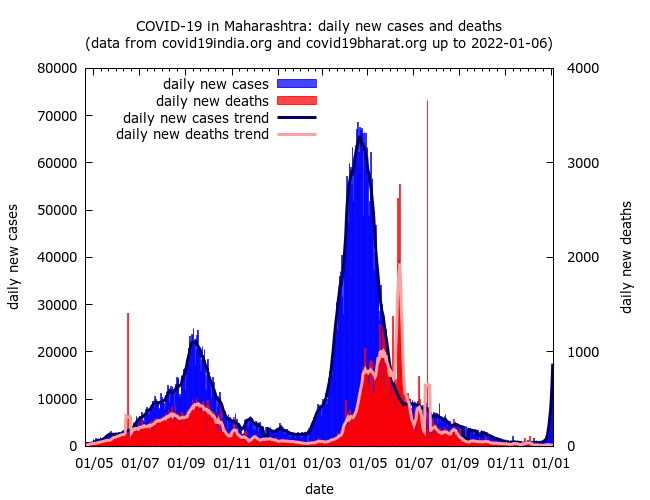 COVID-19 in Maharashtra: daily new cases and deaths
(data from covid19india.org and covid19bharat.org up to 2022-01-06)
daily new cases
daily new deaths
daily new cases trend
daily new deaths trend
80000
70000
60000
50000
40000
30000
20000
10000
0
daily new cases
4000
3000
2000
1000
0
daily new deaths
01/05 01/07 01/09 01/11 01/01 01/03 01/05 01/07 01/09 01/11 01/01
date